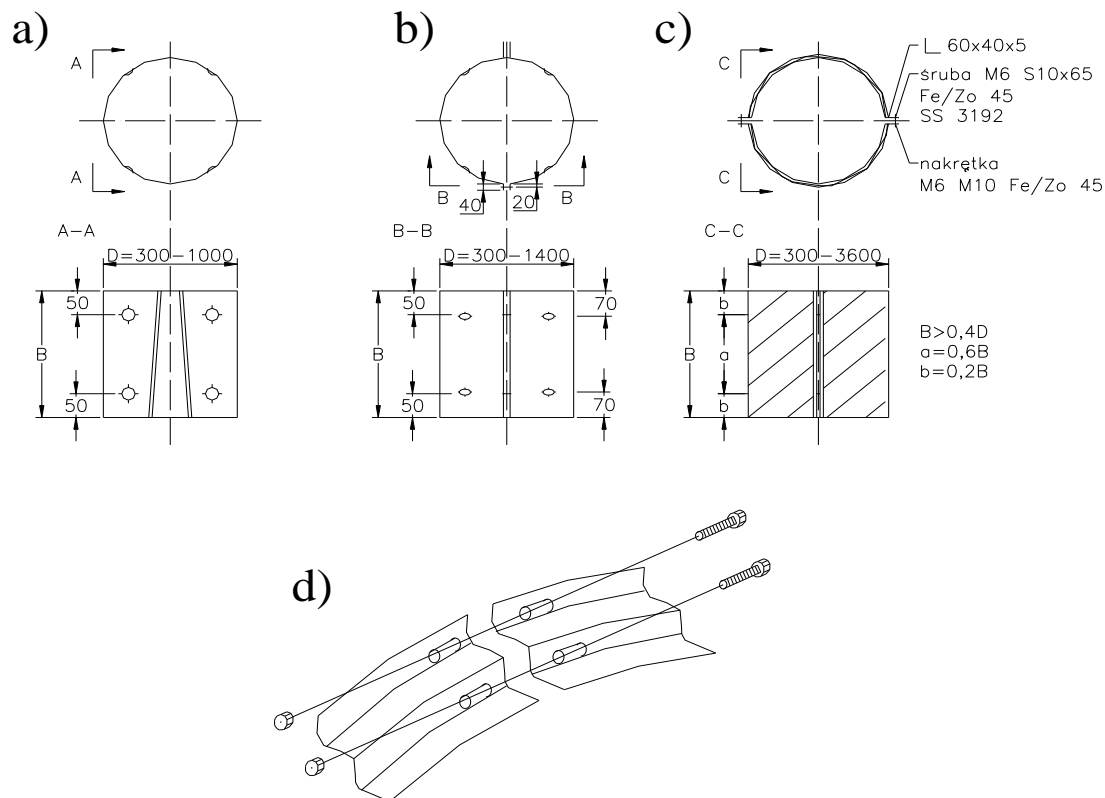 a)
b)
c)
A
A
B
B
40
20
C
C
∟ 60x40x5
śruba M6 S10x65
Fe/Zo 45
SS 3192
nakrętka
M6 M10 Fe/Zo 45
A-A
D=300-1000
50
B
50
B-B
D=300-1400
50
70
B
50
70
C-C
D=300-3600
b
B
a
b
B>0,4D
a=0,6B
b=0,2B
d)